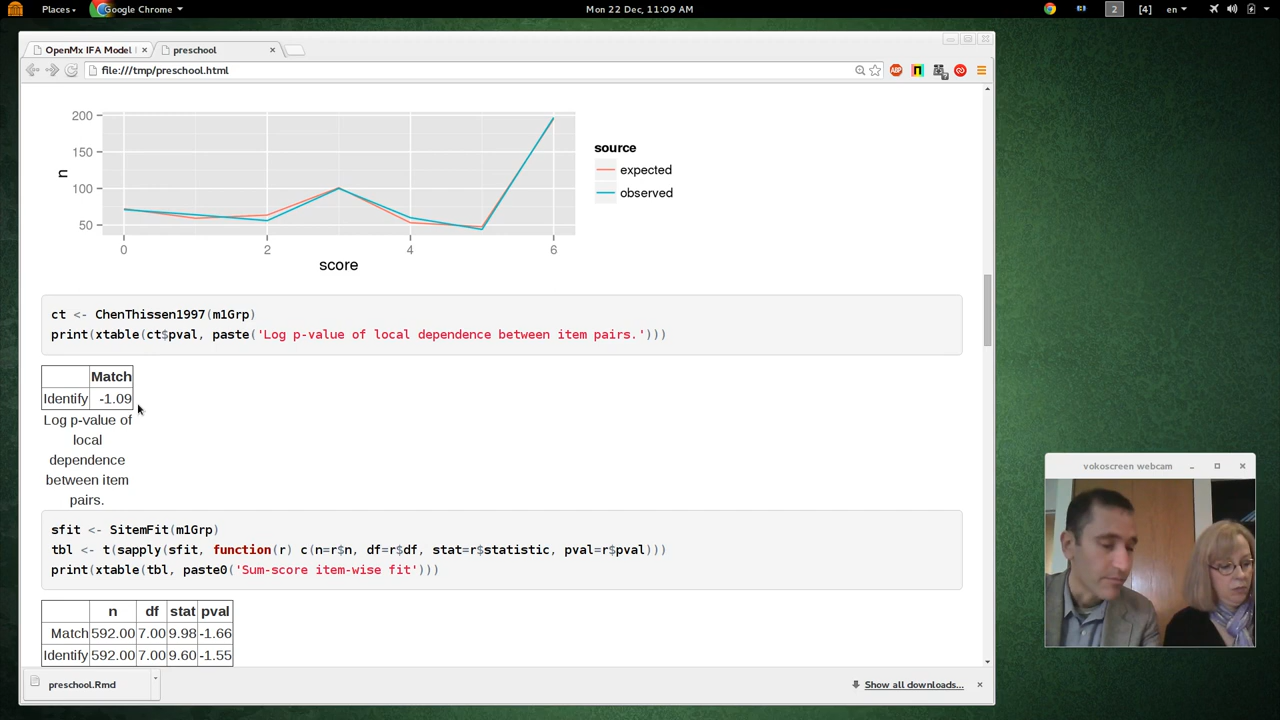 Places
Google Chrome
Mon 22 Dec, 11:09 AM
2
[4]
en
OpenMx IFA Model
preschool
file:///tmp/preschool.html
ABP
200
150
100
50
n
0
2
4
6
score
source
expected
observed
ct <- ChenThissen1997(m1Grp)
print(xtable(ct$pval, paste('Log p-value of local dependence between item pairs.')))
Match
Identify -1.09
Log p-value of
local
dependence
between item
pairs.
sfit <- SitemFit(m1Grp)
tbl <- t(sapply(sfit, function(r) c(n=r$n, df=r$df, stat=r$statistic, pval=r$pval)))
print(xtable(tbl, paste0('Sum-score item-wise fit')))
n df stat pval
Match 592.00 7.00 9.98 -1.66
Identify 592.00 7.00 9.60 -1.55
preschool.Rmd
Show all downloads...
vokoscreen webcam